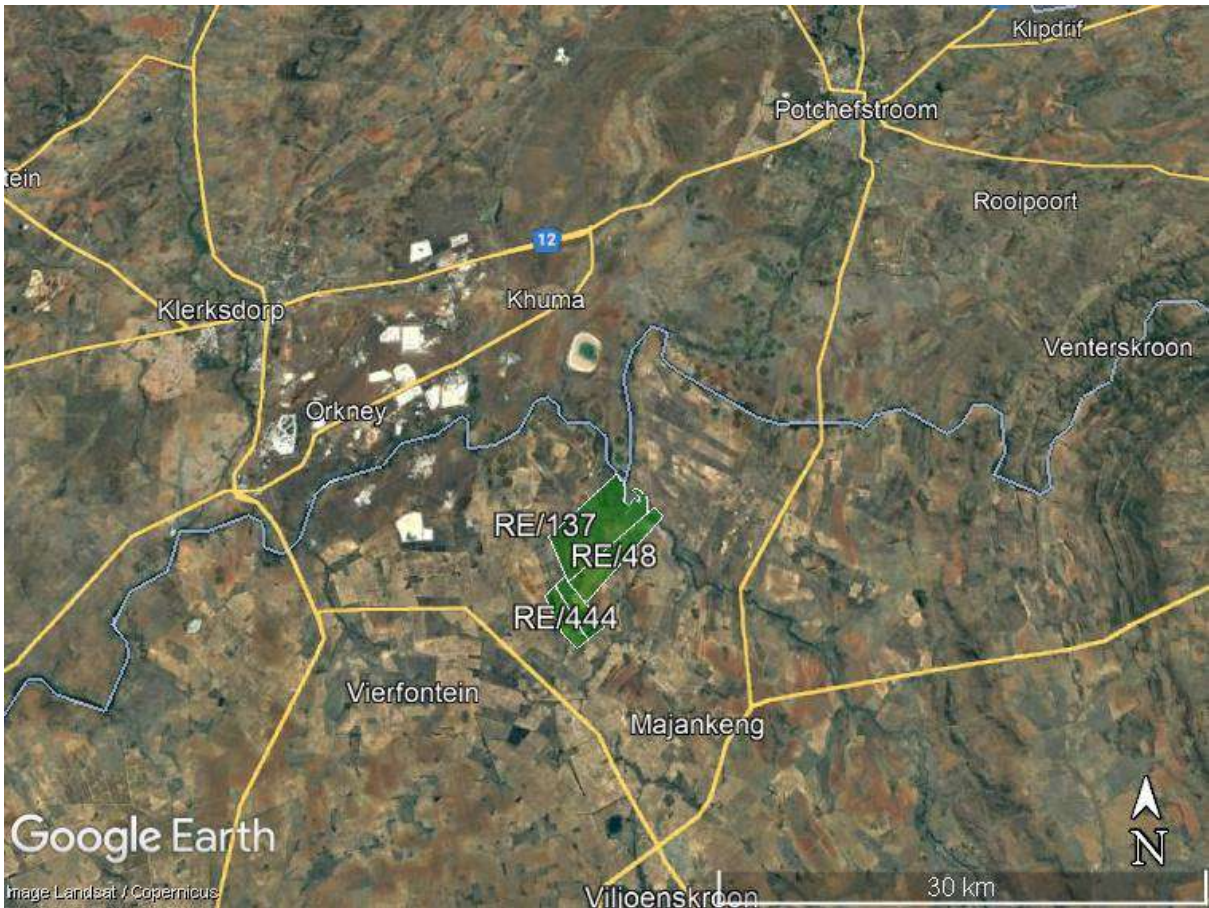 Klipdrif
Potchefstroom
tein
Rooipoort
12
Klerksdorp
Khuma
Venterskroon
Orkney
RE/137
RE/48
RE/444
Vierfontein
Majankeng
Google Earth
N
Image Landsat / Copernicus
Viljoenskroon
30 km